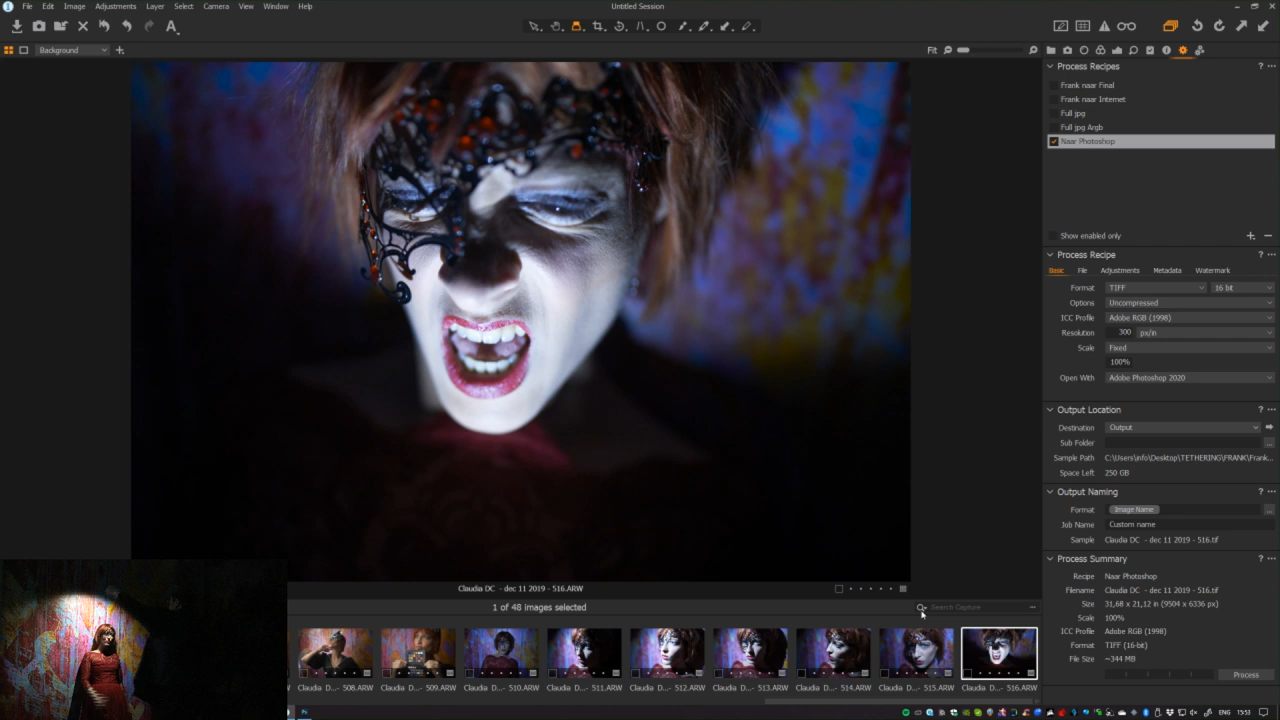 File Edit Image Adjustments Layer Select Camera View Window Help
Untitled Session
Background
Fit
Process Recipes
Frank naar Final
Frank naar Internet
Full jpg
Full jpg Argb
Naar Photoshop
Show enabled only
Process Recipe
Basic File Adjustments Metadata Watermark
Format TIFF 16 bit
Options Uncompressed
ICC Profile Adobe RGB (1998)
Resolution 300 px/in
Scale Fixed
100%
Open With Adobe Photoshop 2020
Output Location
Destination Output
Sub Folder
Sample Path C:\Users\info\Desktop\TETHERING\FRANK\Frank...
Space Left 250 GB
Output Naming
Format Image Name
Job Name Custom name
Sample Claudia DC - dec 11 2019 - 516.tif
Process Summary
Recipe Naar Photoshop
Filename Claudia DC - dec 11 2019 - 516.tif
Size 31,68 x 21,12 in (9504 x 6336 px)
Scale 100%
ICC Profile Adobe RGB (1998)
Format TIFF (16-bit)
File Size ~344 MB
Process
Claudia DC - dec 11 2019 - 516.ARW
1 of 48 images selected
Search Capture
Claudia D...- 508.ARW Claudia D...- 509.ARW Claudia D...- 510.ARW Claudia D...- 511.ARW Claudia D...- 512.ARW Claudia D...- 513.ARW Claudia D...- 514.ARW Claudia D...- 515.ARW Claudia D...- 516.ARW
ENG 15:53